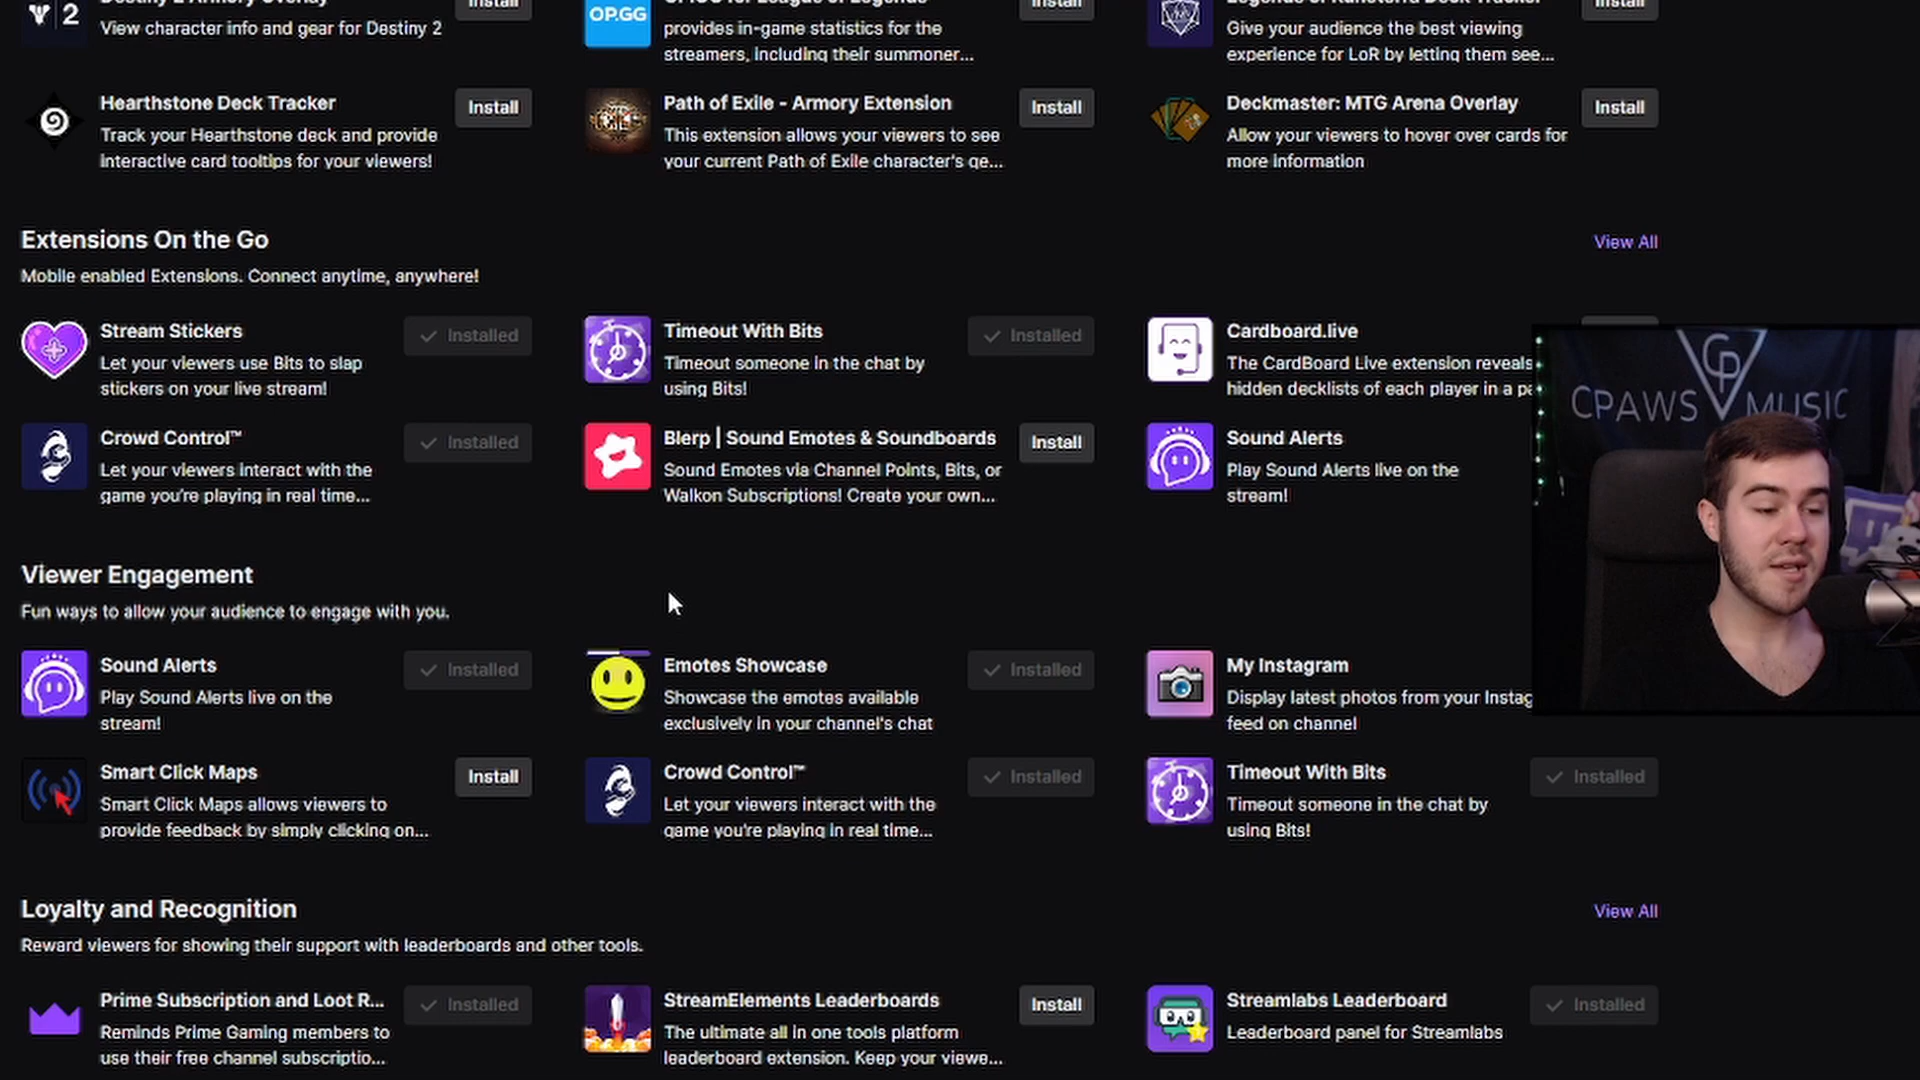 2
View character info and gear for Destiny 2
Install
OP.GG
provides in-game statistics for the
streamers, including their summoner...
Install
Give your audience the best viewing
experience for LoR by letting them see...
Install
Hearthstone Deck Tracker
Track your Hearthstone deck and provide
interactive card tooltips for your viewers!
Install
Path of Exile - Armory Extension
This extension allows your viewers to see
your current Path of Exile character's ge...
Install
Deckmaster: MTG Arena Overlay
Allow your viewers to hover over cards for
more information
Install
Extensions On the Go
View All
Mobile enabled Extensions. Connect anytime, anywhere!
Stream Stickers
Let your viewers use Bits to slap
stickers on your live stream!
Installed
Timeout With Bits
Timeout someone in the chat by
using Bits!
Installed
Cardboard.live
The CardBoard Live extension reveals
hidden decklists of each player in a
Crowd Control™
Let your viewers interact with the
game you're playing in real time...
Installed
Blerp | Sound Emotes & Soundboards
Sound Emotes via Channel Points, Bits, or
Walkon Subscriptions! Create your own...
Install
Sound Alerts
Play Sound Alerts live on the
stream!
CPAWS MUSIC
Viewer Engagement
Fun ways to allow your audience to engage with you.
Sound Alerts
Play Sound Alerts live on the
stream!
Installed
Emotes Showcase
Showcase the emotes available
exclusively in your channel's chat
Installed
My Instagram
Display latest photos from your
feed on channel
Smart Click Maps
Smart Click Maps allows viewers to
provide feedback by simply clicking on...
Install
Crowd Control™
Let your viewers interact with the
game you're playing in real time...
Installed
Timeout With Bits
Timeout someone in the chat by
using Bits!
Installed
Loyalty and Recognition
View All
Reward viewers for showing their support with leaderboards and other tools.
Prime Subscription and Loot R...
Reminds Prime Gaming members to
use their free channel subscriptio...
Installed
StreamElements Leaderboards
The ultimate all in one tools platform
leaderboard extension. Keep your viewe...
Install
Streamlabs Leaderboard
Leaderboard panel for Streamlabs
Installed